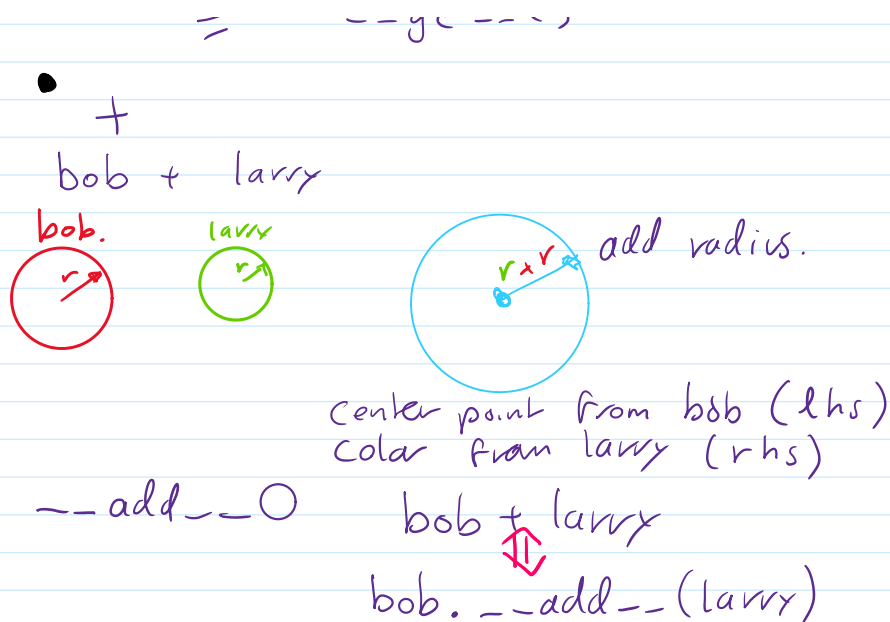 +
bob + larry
bob.
larry
r
r
r + r
add radius.
center point from bob (lhs)
Color from larry (rhs)
__add__()
bob + larry
bob.__add__(larry)